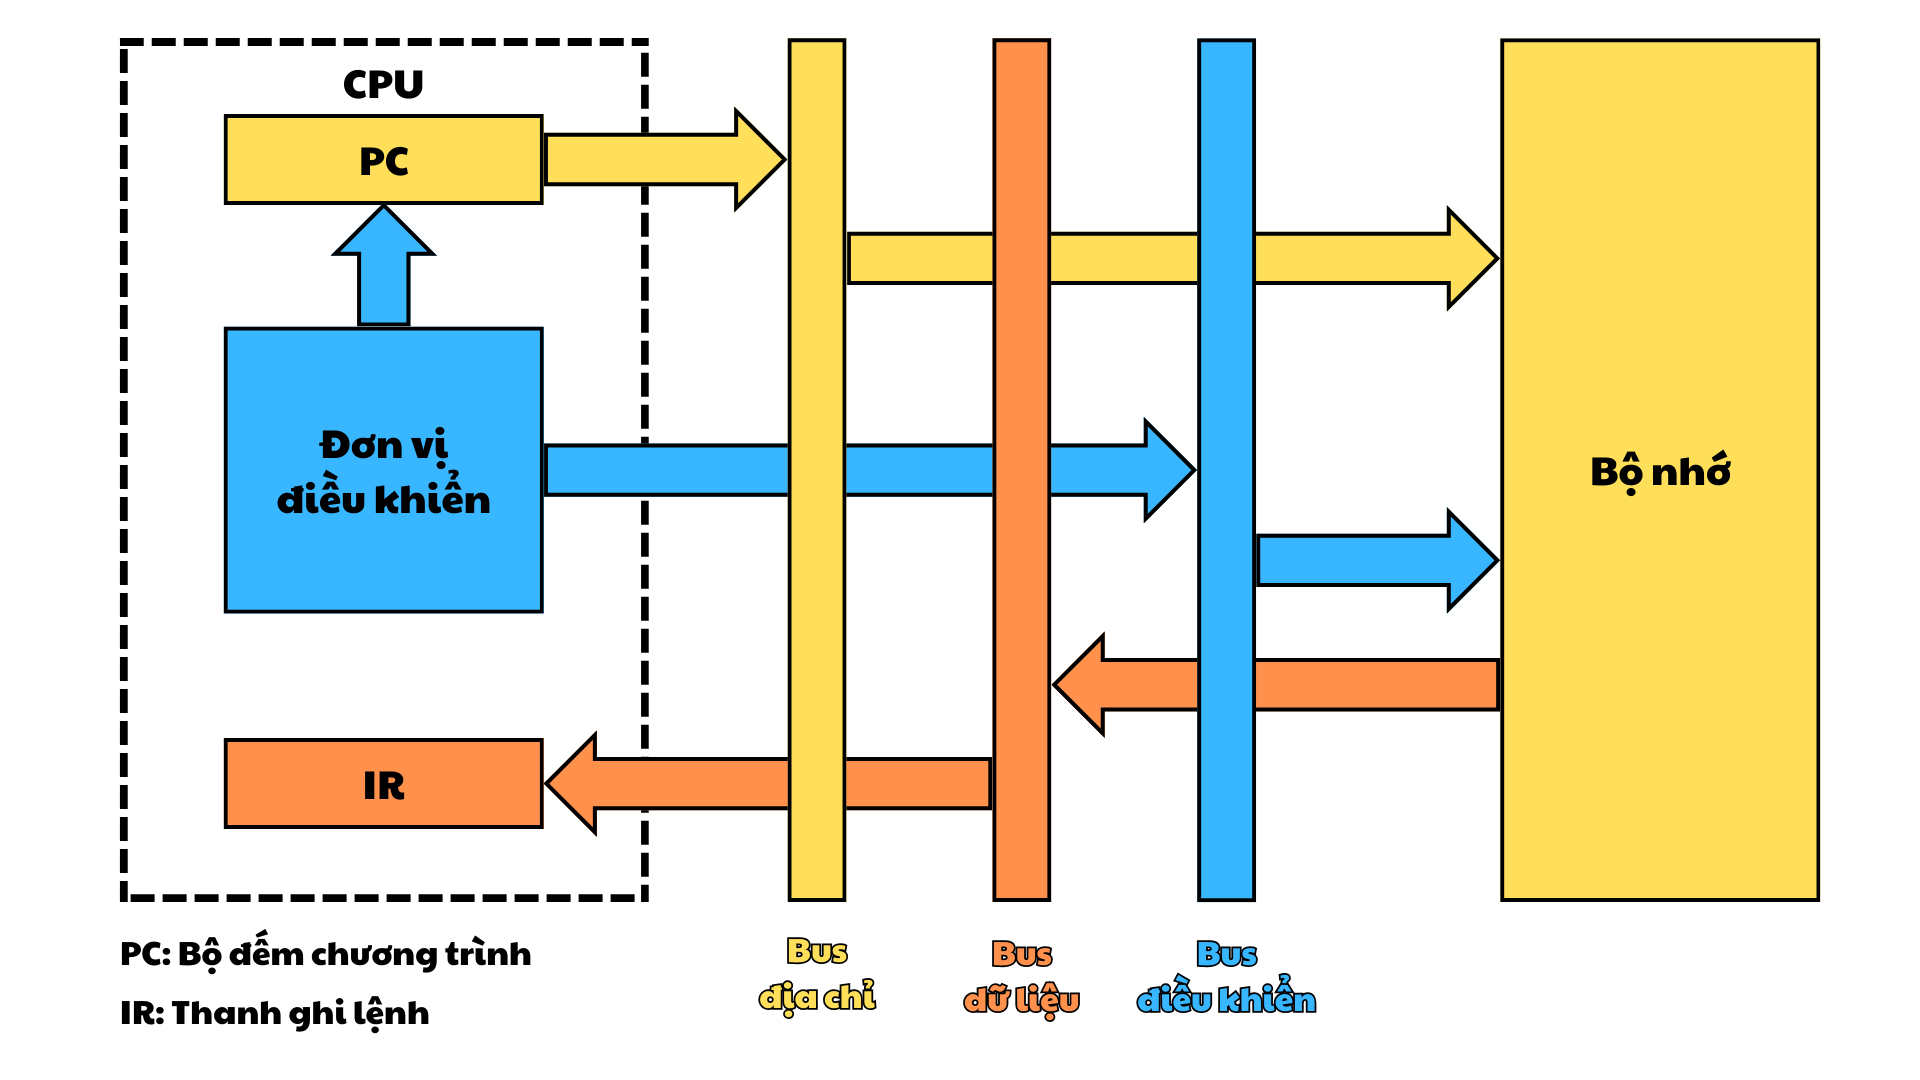 CPU
PC
Đơn vị
điều khiển
IR
Bộ nhớ
PC: Bộ đếm chương trình
IR: Thanh ghi lệnh
Bus
địa chỉ
Bus
dữ liệu
Bus
điều khiển